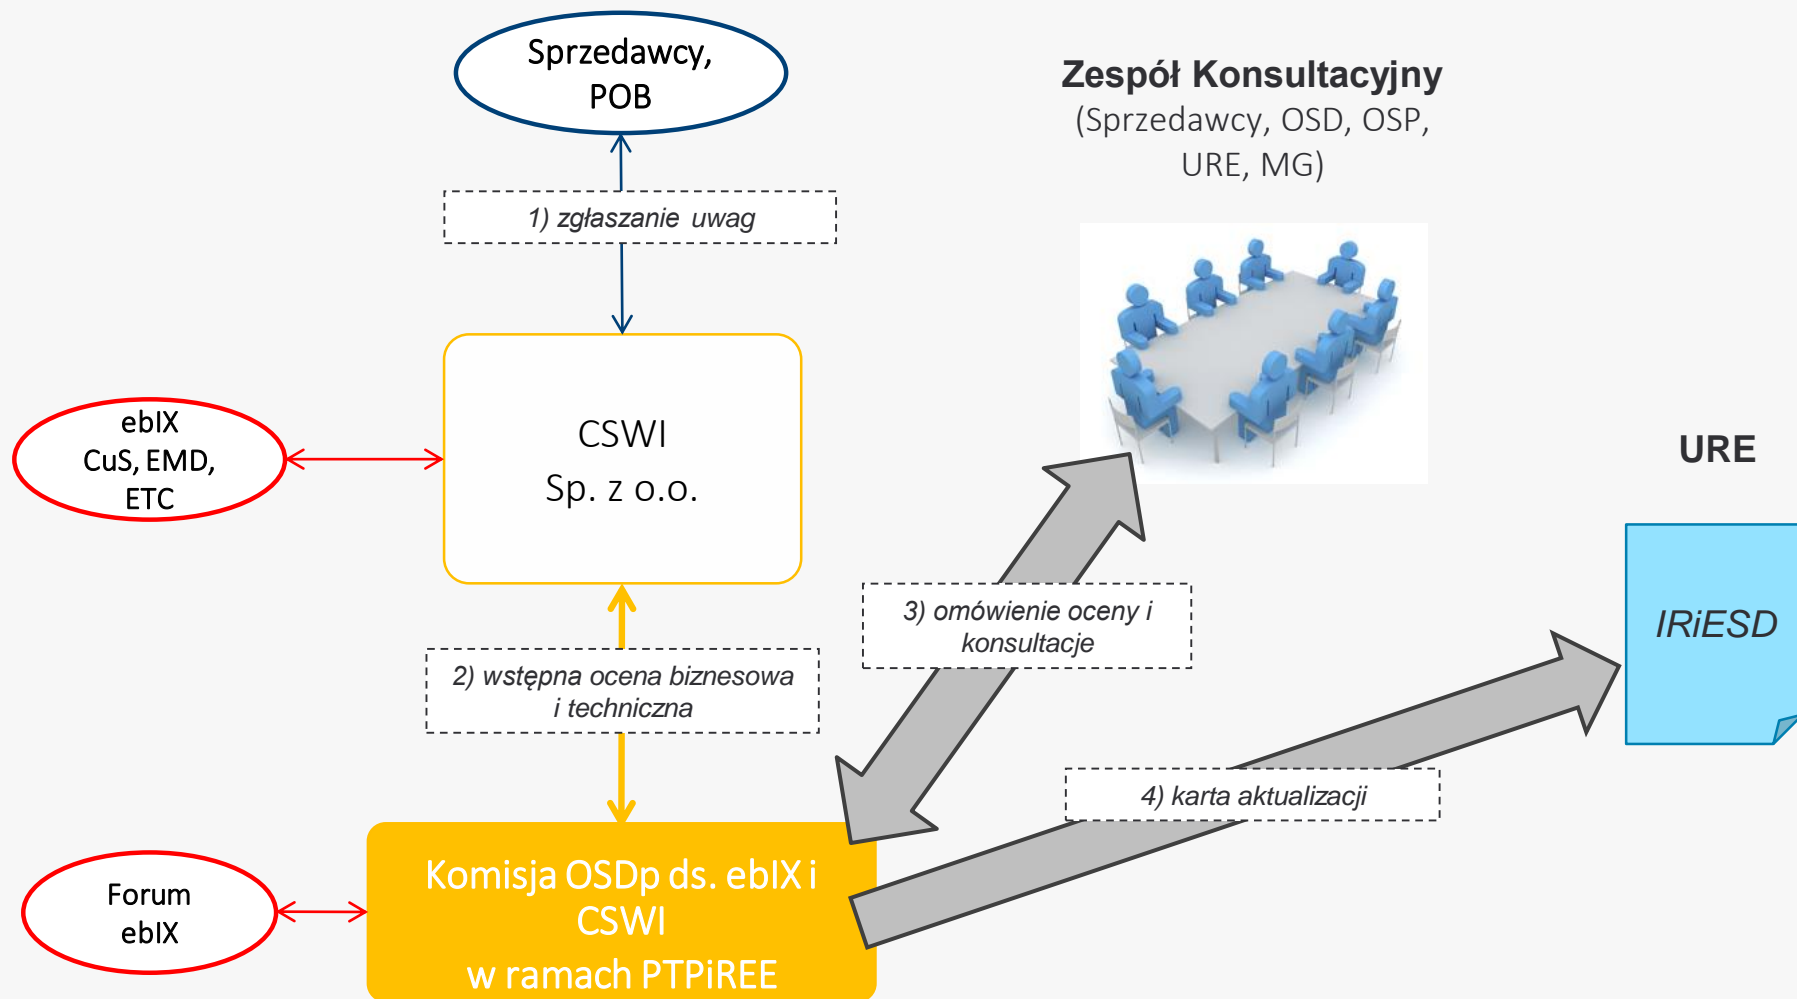 Sprzedawcy,
POB
Zespół Konsultacyjny
(Sprzedawcy, OSD, OSP,
URE, MG)
1) zgłaszanie uwag
ebIX
CuS, EMD,
ETC
CSWI
Sp. z o.o.
URE
IRiESD
3) omówienie oceny i
konsultacje
2) wstępna ocena biznesowa
i techniczna
4) karta aktualizacji
Forum
ebIX
Komisja OSDp ds. ebIX i
CSWI
w ramach PTPiREE